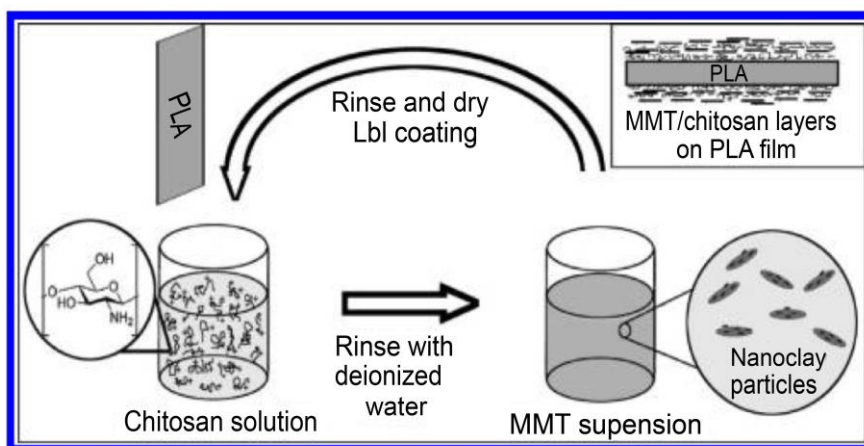 PLA
Rinse and dry
Lbl coating
PLA
MMT/chitosan layers
on PLA film
OH
O
O
HO
NH₂
Rinse with
deionized
water
Nanoclay
particles
Chitosan solution
MMT supension